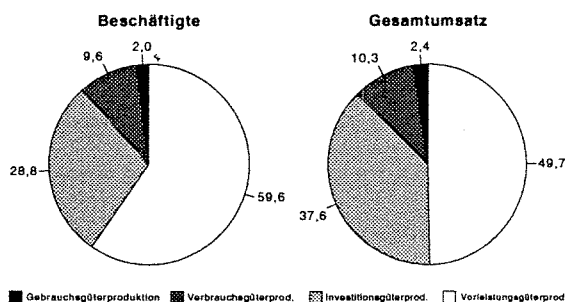 Beschäftigte Gesamtumsatz
9,6 2,0 10,3 2,4
28,8 59,6 37,6 49,7
Gebrauchsgüterproduktion Verbrauchsgüterprod. Investitionsgüterprod. Vorleistungsgüterprod